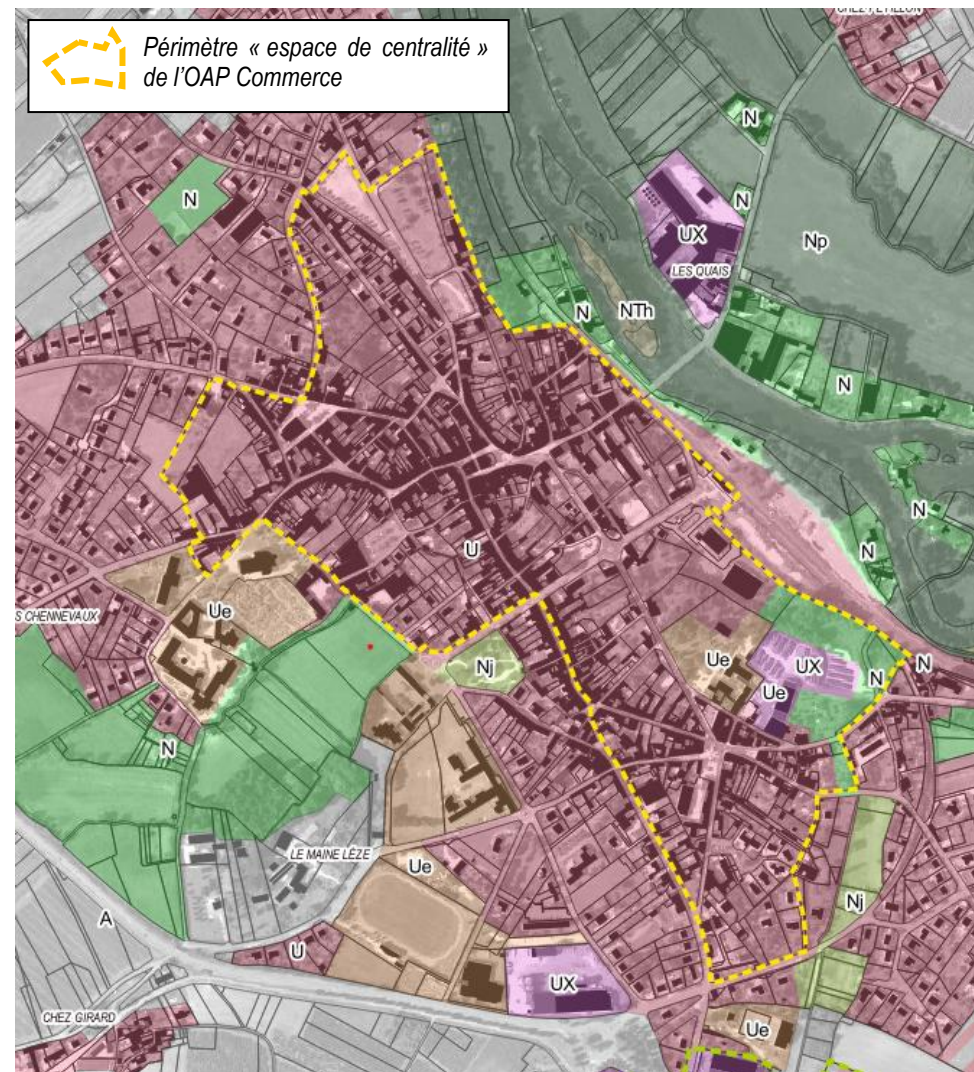 CHEZ PETILLON
Périmètre « espace de centralité »
de l'OAP Commerce
N
N
N
UX
Np
LES QUAIS
NTh
N
N
N
U
N
S CHENNEVAUX
Ue
Nj
Ue
UX
N
N
Ue
N
LE MAINE LÈZE
Ue
A
Nj
U
UX
CHEZ GIRARD
Ue